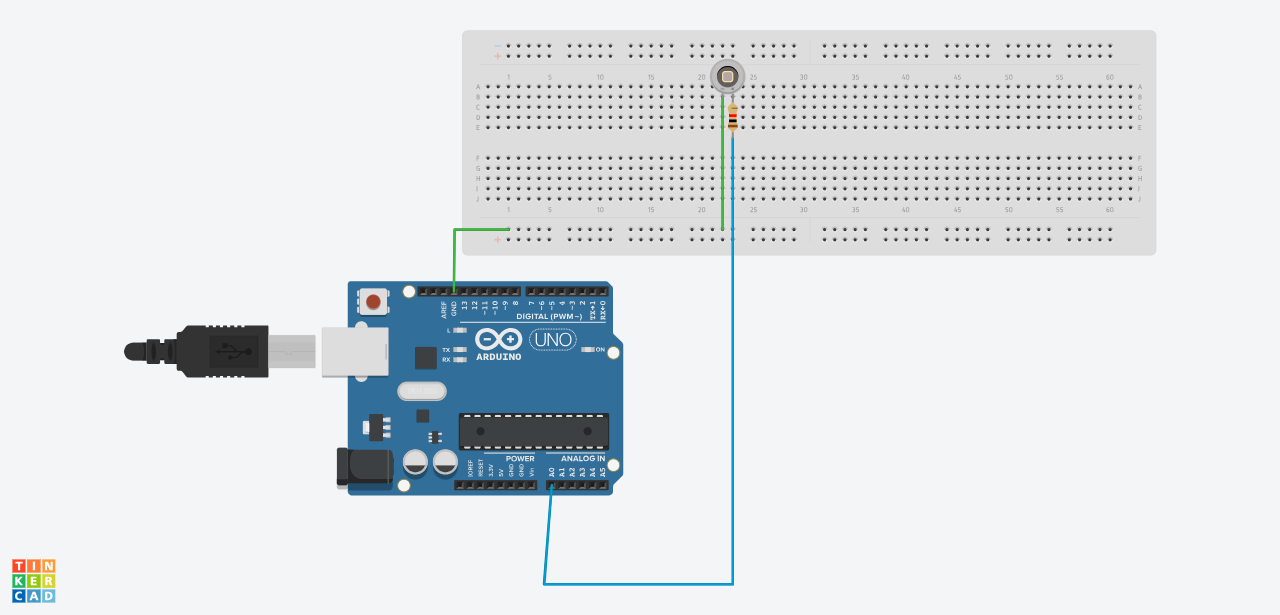 − −
+ +
1 5 10 15 20 25 30 35 40 45 50 55 60
A A
B B
C C
D D
E E
F F
G G
H H
I I
J J
1 5 10 15 20 25 30 35 40 45 50 55 60
+
AREF GND 13 12 ~11 ~10 ~9 8 7 ~6 ~5 4 ~3 2 TX→1 RX←0
DIGITAL (PWM~)
L
TX
RX
UNO
ON
ARDUINO
POWER ANALOG IN
IOREF RESET 3.3V 5V GND GND Vin A0 A1 A2 A3 A4 A5
TIN
KER
CAD